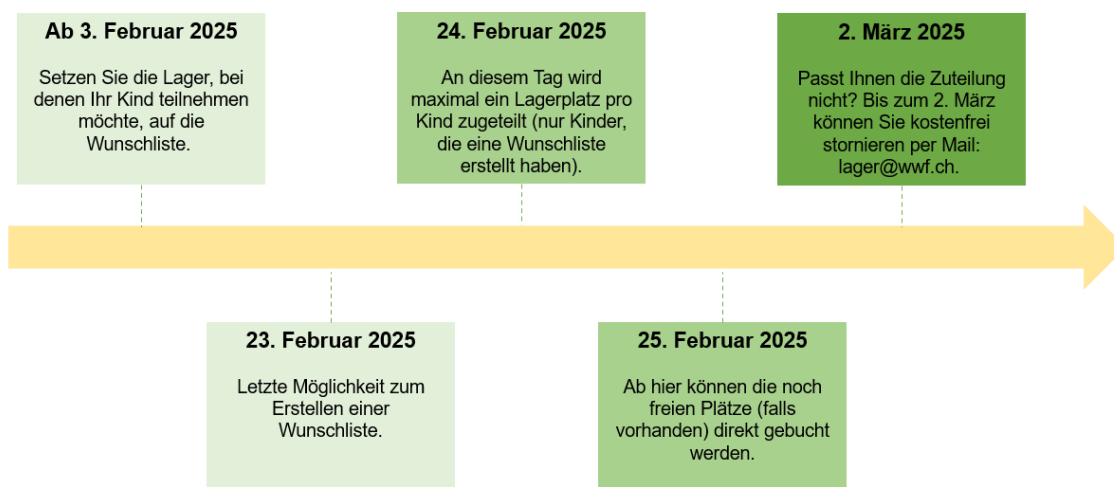 Ab 3. Februar 2025
Setzen Sie die Lager, bei
denen Ihr Kind teilnehmen
möchte, auf die
Wunschliste.
23. Februar 2025
Letzte Möglichkeit zum
Erstellen einer
Wunschliste.
24. Februar 2025
An diesem Tag wird
maximal ein Lagerplatz pro
Kind zugeteilt (nur Kinder,
die eine Wunschliste
erstellt haben).
25. Februar 2025
Ab hier können die noch
freien Plätze (falls
vorhanden) direkt gebucht
werden.
2. März 2025
Passt Ihnen die Zuteilung
nicht? Bis zum 2. März
können Sie kostenfrei
stornieren per Mail:
lager@wwf.ch.